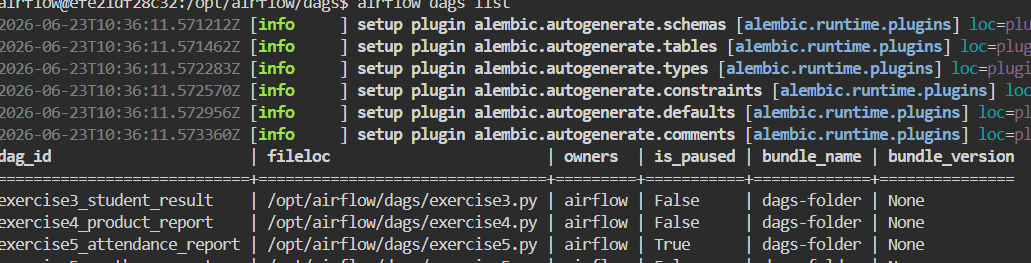 airflow@efe21df28c32:/opt/airflow/dags$ airflow dags list
2026-06-23T10:36:11.571212Z [info     ] setup plugin alembic.autogenerate.schemas [alembic.runtime.plugins] loc=plu
2026-06-23T10:36:11.571462Z [info     ] setup plugin alembic.autogenerate.tables [alembic.runtime.plugins] loc=plug
2026-06-23T10:36:11.572283Z [info     ] setup plugin alembic.autogenerate.types [alembic.runtime.plugins] loc=plugi
2026-06-23T10:36:11.572570Z [info     ] setup plugin alembic.autogenerate.constraints [alembic.runtime.plugins] loc
2026-06-23T10:36:11.572956Z [info     ] setup plugin alembic.autogenerate.defaults [alembic.runtime.plugins] loc=pl
2026-06-23T10:36:11.573360Z [info     ] setup plugin alembic.autogenerate.comments [alembic.runtime.plugins] loc=pl
dag_id | fileloc | owners | is_paused | bundle_name | bundle_version
============================+===============================+=========+===========+=============+===============
exercise3_student_result | /opt/airflow/dags/exercise3.py | airflow | False | dags-folder | None
exercise4_product_report | /opt/airflow/dags/exercise4.py | airflow | False | dags-folder | None
exercise5_attendance_report | /opt/airflow/dags/exercise5.py | airflow | True | dags-folder | None